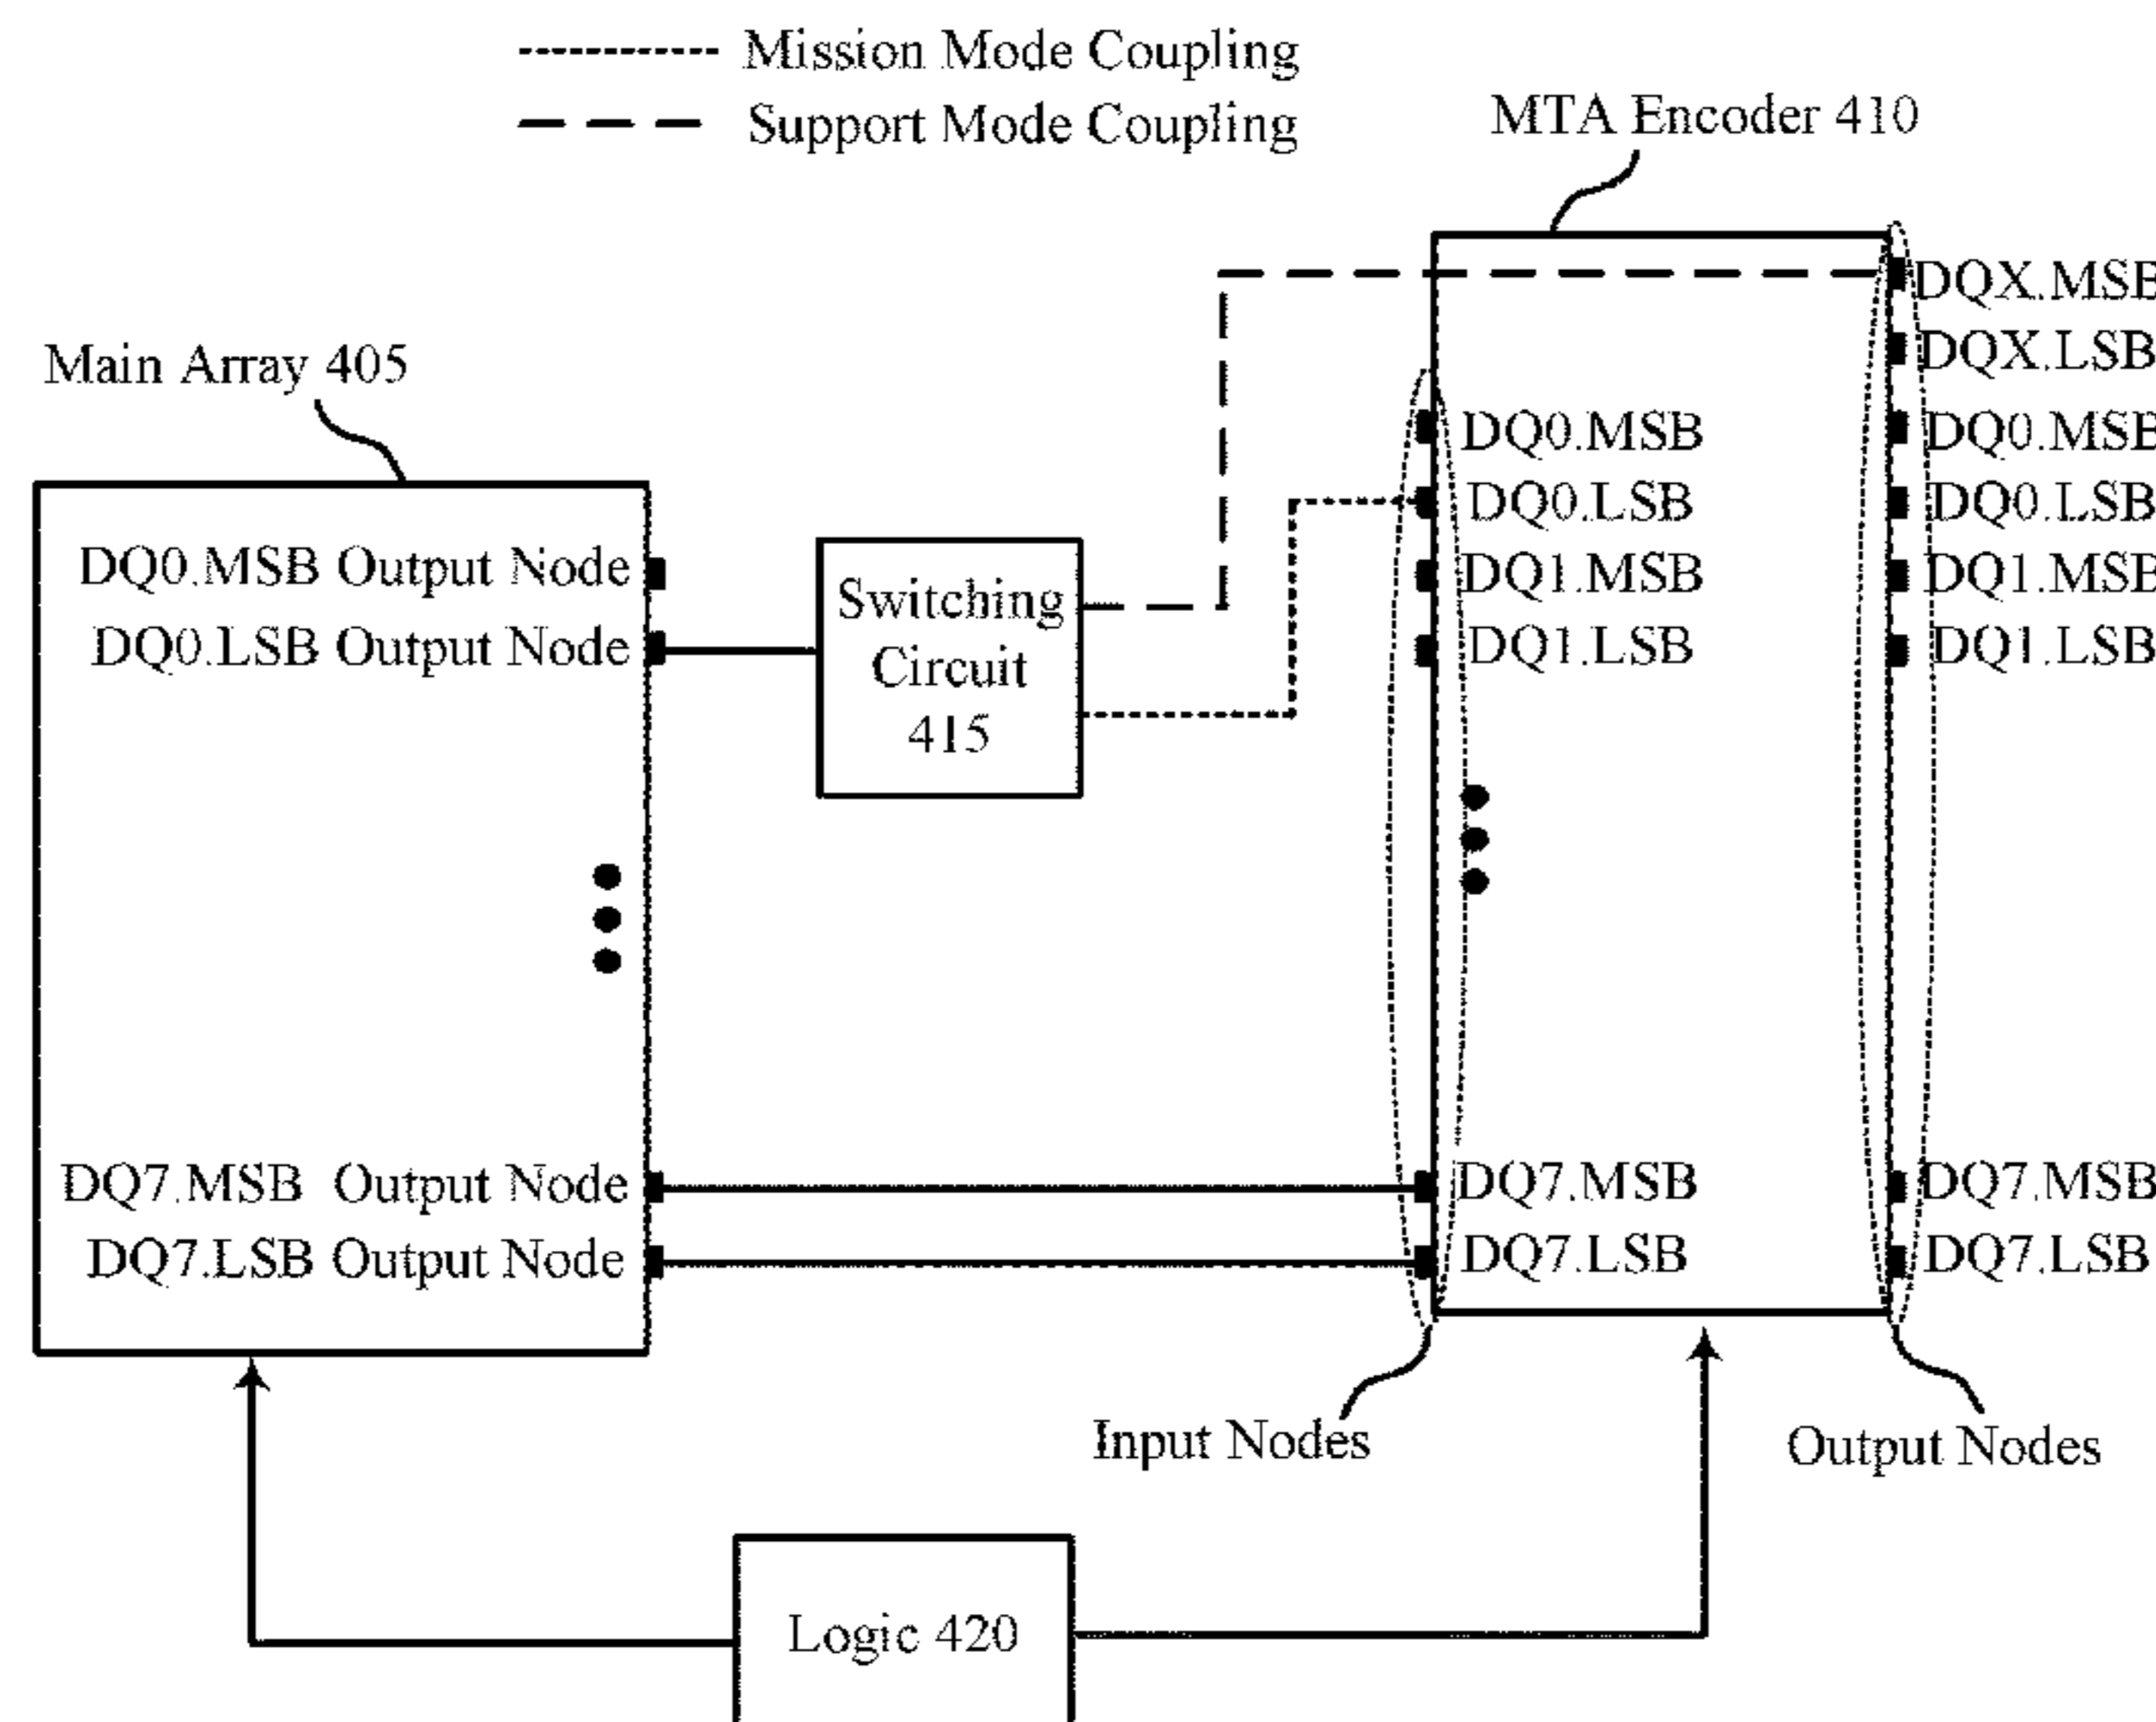 Mission Mode Coupling
Support Mode Coupling
MTA Encoder 410
Main Array 405
DQ0.MSB Output Node
DQ0.LSB Output Node
DQ7.MSB Output Node
DQ7.LSB Output Node
Switching
Circuit
415
DQ0.MSB
DQ0.LSB
DQ1.MSB
DQ1.LSB
DQ7.MSB
DQ7.LSB
DQX.MSB
DQX.LSB
DQ0.MSB
DQ0.LSB
DQ1.MSB
DQ1.LSB
DQ7.MSB
DQ7.LSB
Input Nodes
Output Nodes
Logic 420